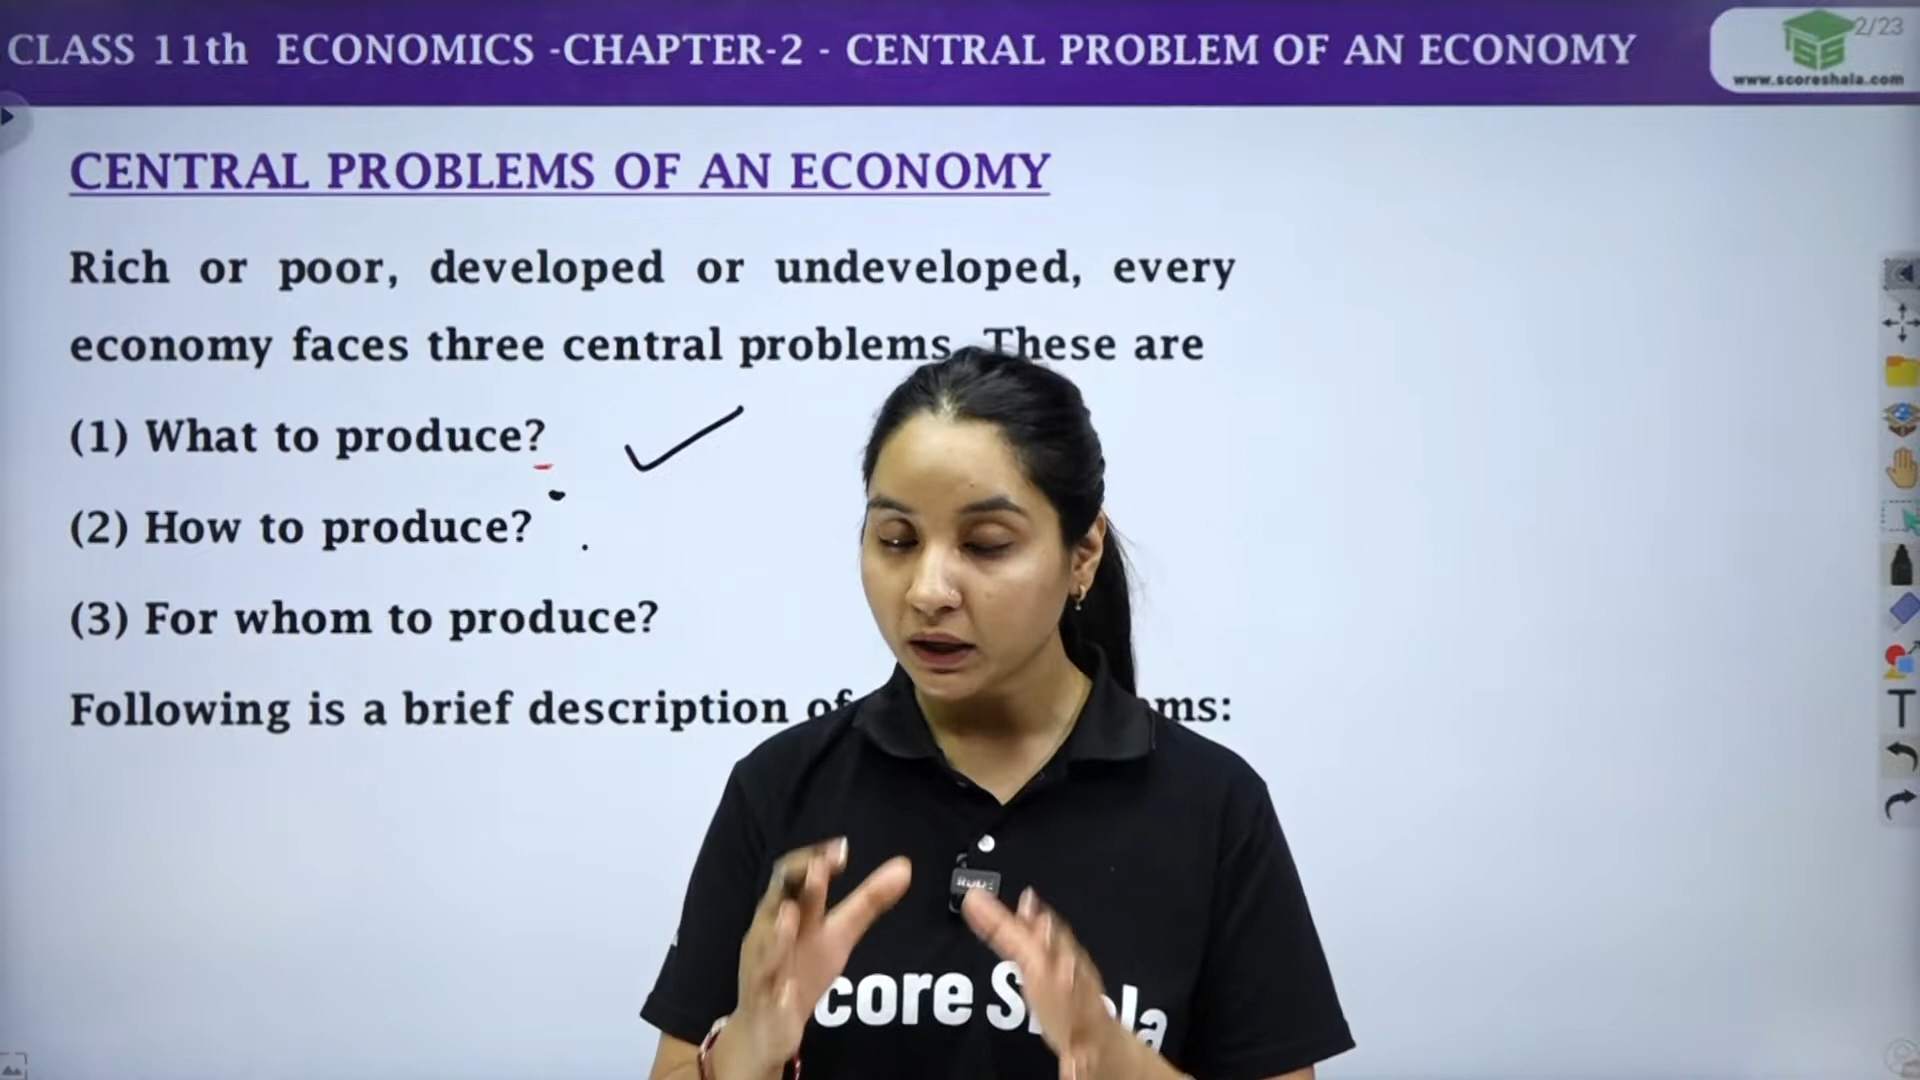 CLASS 11th ECONOMICS -CHAPTER-2 - CENTRAL PROBLEM OF AN ECONOMY
2/23
www.scoreshala.com
CENTRAL PROBLEMS OF AN ECONOMY
Rich or poor, developed or undeveloped, every
economy faces three central problems. These are
(1) What to produce?
(2) How to produce?
(3) For whom to produce?
Following is a brief description of
RODE
core